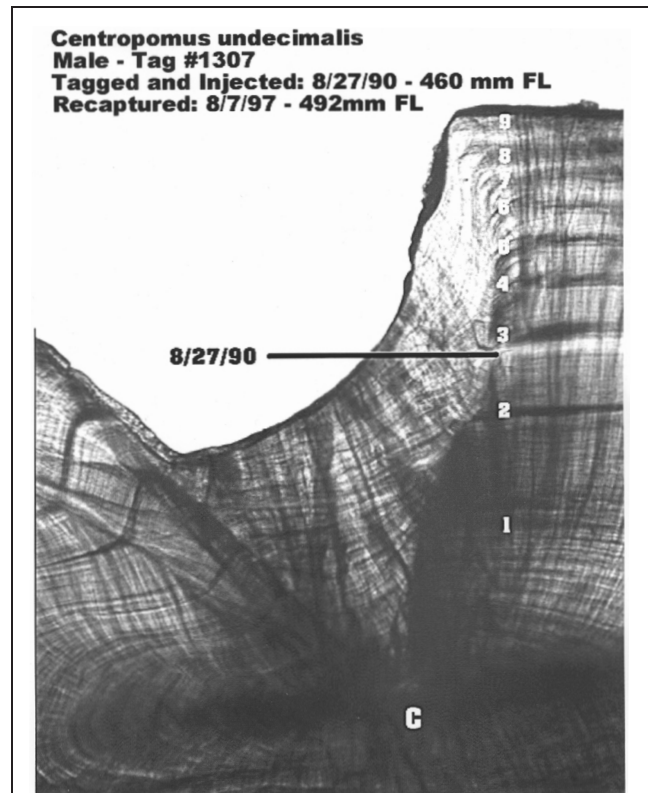 Centropomus undecimalis
Male - Tag #1307
Tagged and Injected: 8/27/90 - 460 mm FL
Recaptured: 8/7/97 - 492mm FL
9
8
7
6
5
4
3
8/27/90
2
1
C